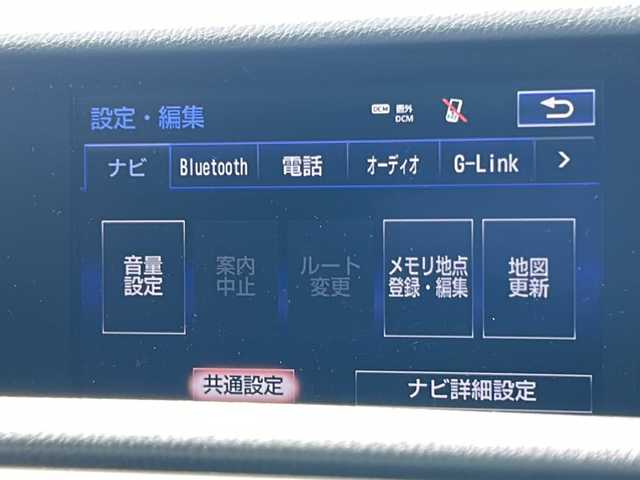 設定・編集
DCM 圏外
DCM
ナビ Bluetooth 電話 オーディオ G-Link >
音量
設定
案内
中止
ルート
変更
メモリ地点
登録・編集
地図
更新
共通設定
ナビ詳細設定